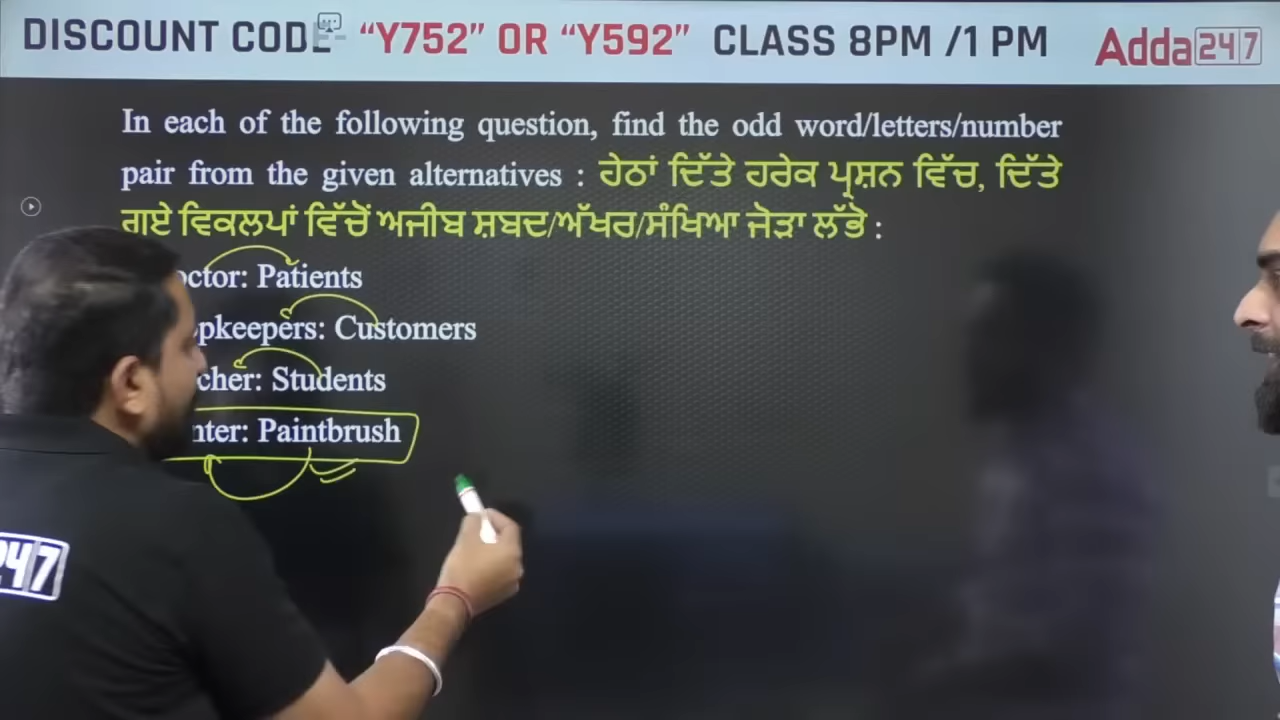 DISCOUNT CODE "Y752" OR "Y592" CLASS 8PM /1 PM Adda247
In each of the following question, find the odd word/letters/number
pair from the given alternatives : ਹੇਠਾਂ ਦਿੱਤੇ ਹਰੇਕ ਪ੍ਰਸ਼ਨ ਵਿੱਚ, ਦਿੱਤੇ
ਗਏ ਵਿਕਲਪਾਂ ਵਿੱਚੋਂ ਅਜੀਬ ਸ਼ਬਦ/ਅੱਖਰ/ਸੰਖਿਆ ਜੋੜਾ ਲੱਭੋ :
octor: Patients
pkeepers: Customers
cher: Students
nter: Paintbrush
247